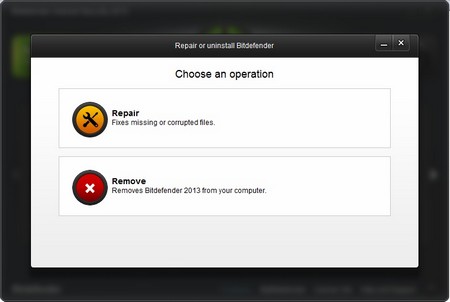 Repair or uninstall Bitdefender
Choose an operation
Repair
Fixes missing or corrupted files.
Remove
Removes Bitdefender 2013 from your computer.